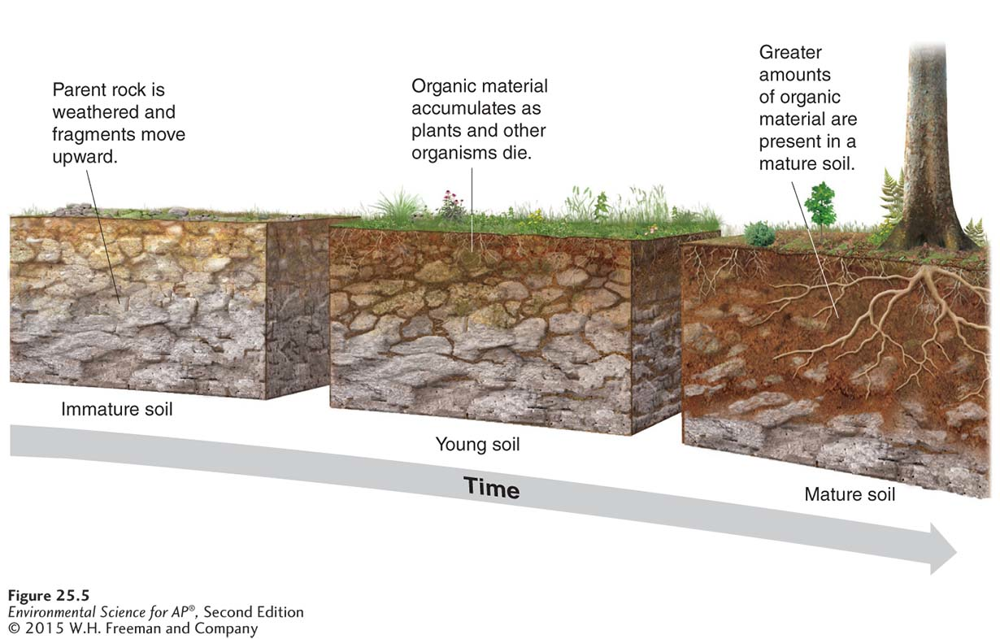 Parent rock is
weathered and
fragments move
upward.
Organic material
accumulates as
plants and other
organisms die.
Greater
amounts
of organic
material are
present in a
mature soil.
Immature soil
Young soil
Mature soil
Time
Figure 25.5
Environmental Science for AP®, Second Edition
© 2015 W.H. Freeman and Company